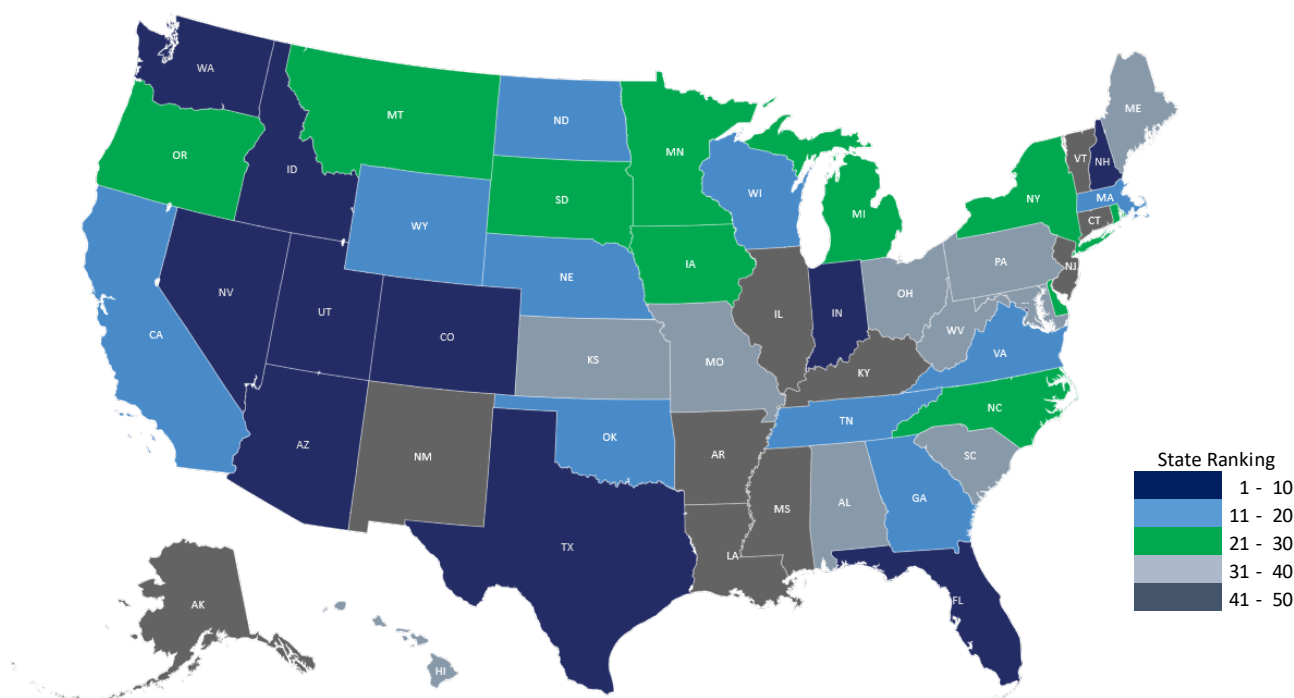 WA
MT
ND
MN
ME
OR
ID
WY
SD
WI
MI
NY
VT
NH
MA
CT
NV
UT
CO
NE
IA
IL
IN
OH
PA
NJ
CA
KS
MO
KY
WV
...
VA
AZ
NM
OK
AR
TN
NC
SC
TX
LA
MS
AL
GA
FL
AK
HI
State Ranking
1 - 10
11 - 20
21 - 30
31 - 40
41 - 50